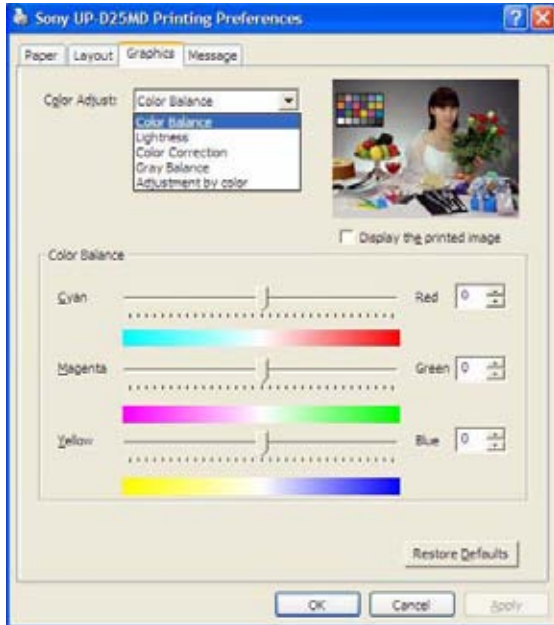 Sony UP-D25MD Printing Preferences
Paper Layout Graphics Message
Color Adjust: Color Balance
Color Balance
Lightness
Color Correction
Gray Balance
Adjustment by color
Display the printed image
Color Balance
Cyan Red 0
Magenta Green 0
Yellow Blue 0
Restore Defaults
OK Cancel Apply